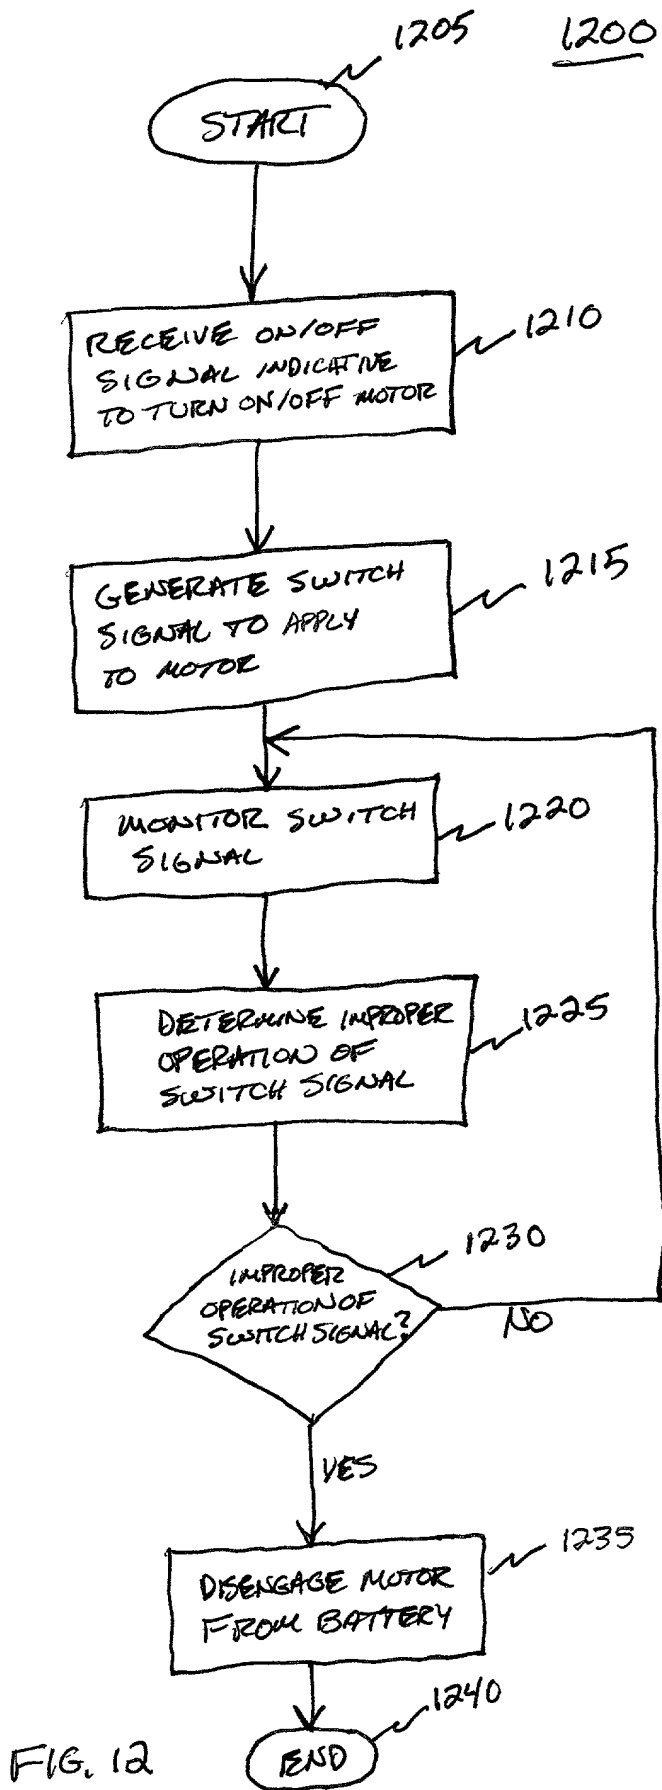 1205
1200
START
RECEIVE ON/OFF
SIGNAL INDICATIVE
TO TURN ON/OFF MOTOR
1210
GENERATE SWITCH
SIGNAL TO APPLY
TO MOTOR
1215
MONITOR SWITCH
SIGNAL
1220
DETERMINE IMPROPER
OPERATION OF
SWITCH SIGNAL
1225
1230
IMPROPER
OPERATION OF
SWITCH SIGNAL?
NO
YES
1235
DISENGAGE MOTOR
FROM BATTERY
1240
END
FIG. 12